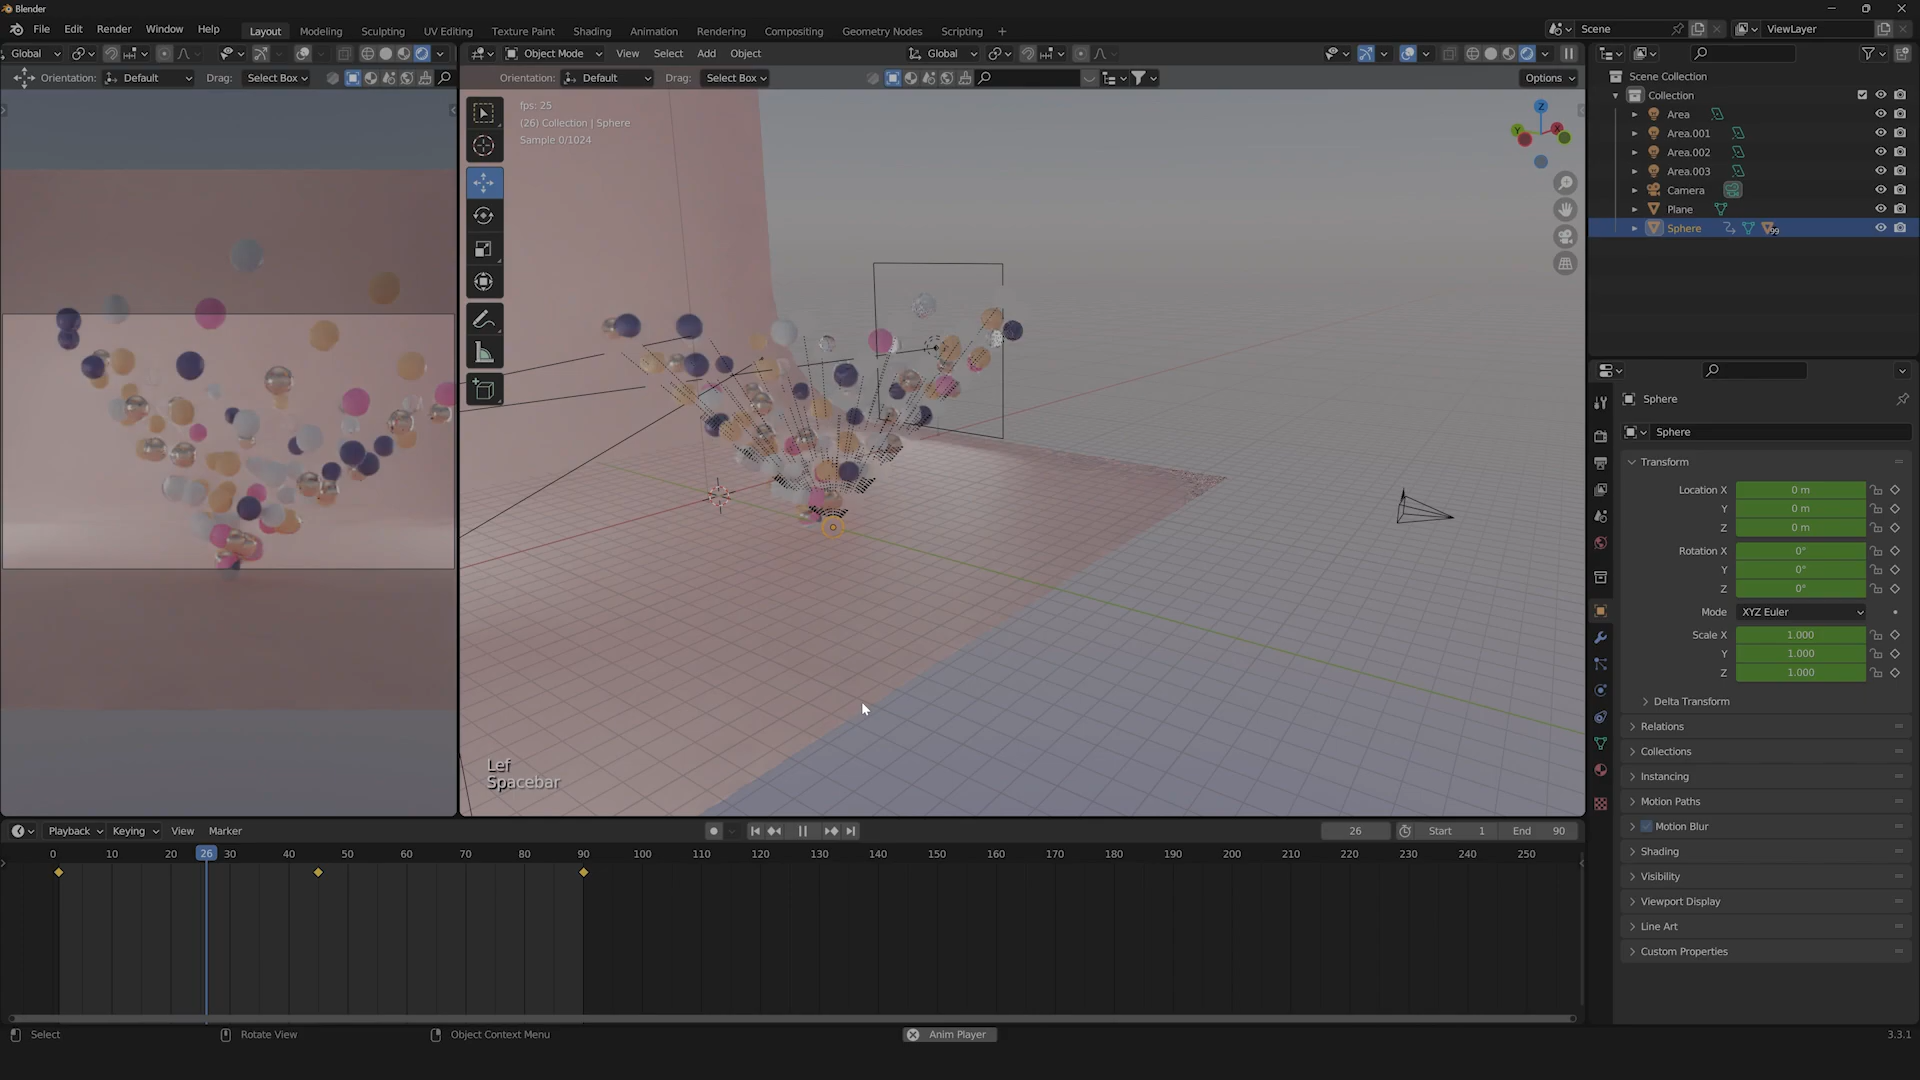 Blender
File Edit Render Window Help Layout Modeling Sculpting UV Editing Texture Paint Shading Animation Rendering Compositing Geometry Nodes Scripting + Scene ViewLayer
Global Object Mode View Select Add Object Global
Orientation: Default Drag: Select Box Orientation: Default Drag: Select Box Options
fps: 25
(26) Collection | Sphere
Sample 0/1024
Z
Y
X
Scene Collection
Collection
Area
Area.001
Area.002
Area.003
Camera
Plane
Sphere 99
Sphere
Sphere
Transform
Location X 0 m
Y 0 m
Z 0 m
Rotation X 0°
Y 0°
Z 0°
Mode XYZ Euler
Scale X 1.000
Y 1.000
Z 1.000
Delta Transform
Relations
Collections
Instancing
Motion Paths
Motion Blur
Shading
Visibility
Viewport Display
Line Art
Custom Properties
Lef
Spacebar
Playback Keying View Marker 26 Start 1 End 90
0 10 20 26 30 40 50 60 70 80 90 100 110 120 130 140 150 160 170 180 190 200 210 220 230 240 250
Select Rotate View Object Context Menu Anim Player 3.3.1